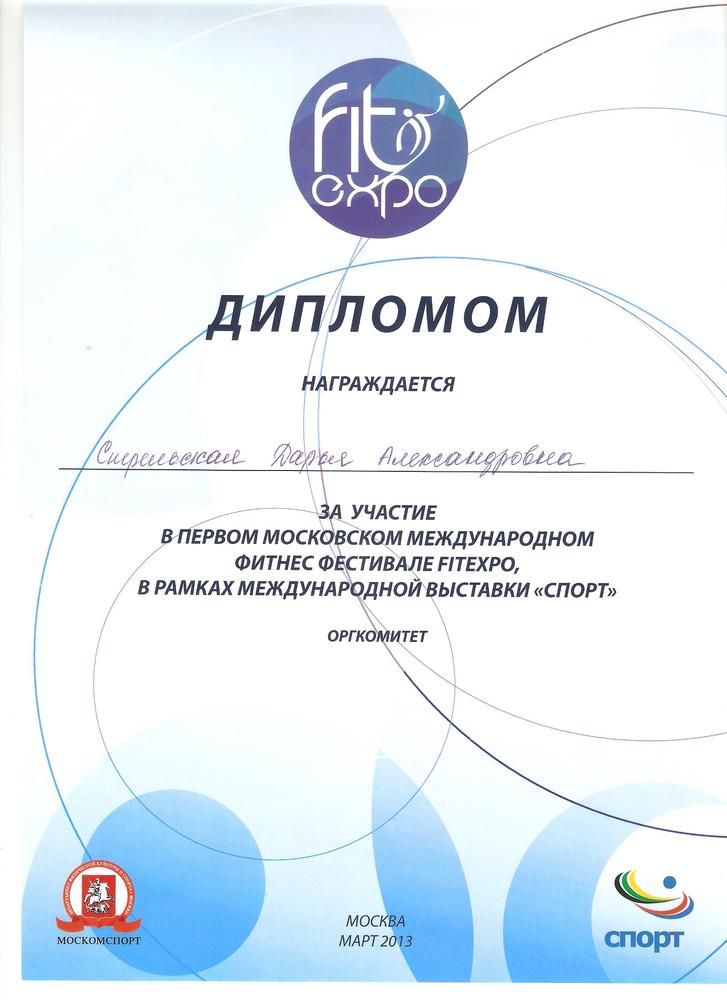 fit
expo
ДИПЛОМОМ
НАГРАЖДАЕТСЯ
Стрельская Дарья Александровна
ЗА УЧАСТИЕ
В ПЕРВОМ МОСКОВСКОМ МЕЖДУНАРОДНОМ
ФИТНЕС ФЕСТИВАЛЕ FITEXPO,
В РАМКАХ МЕЖДУНАРОДНОЙ ВЫСТАВКИ «СПОРТ»
ОРГКОМИТЕТ
МОСКОМСПОРТ
МОСКВА
МАРТ 2013
СПОРТ